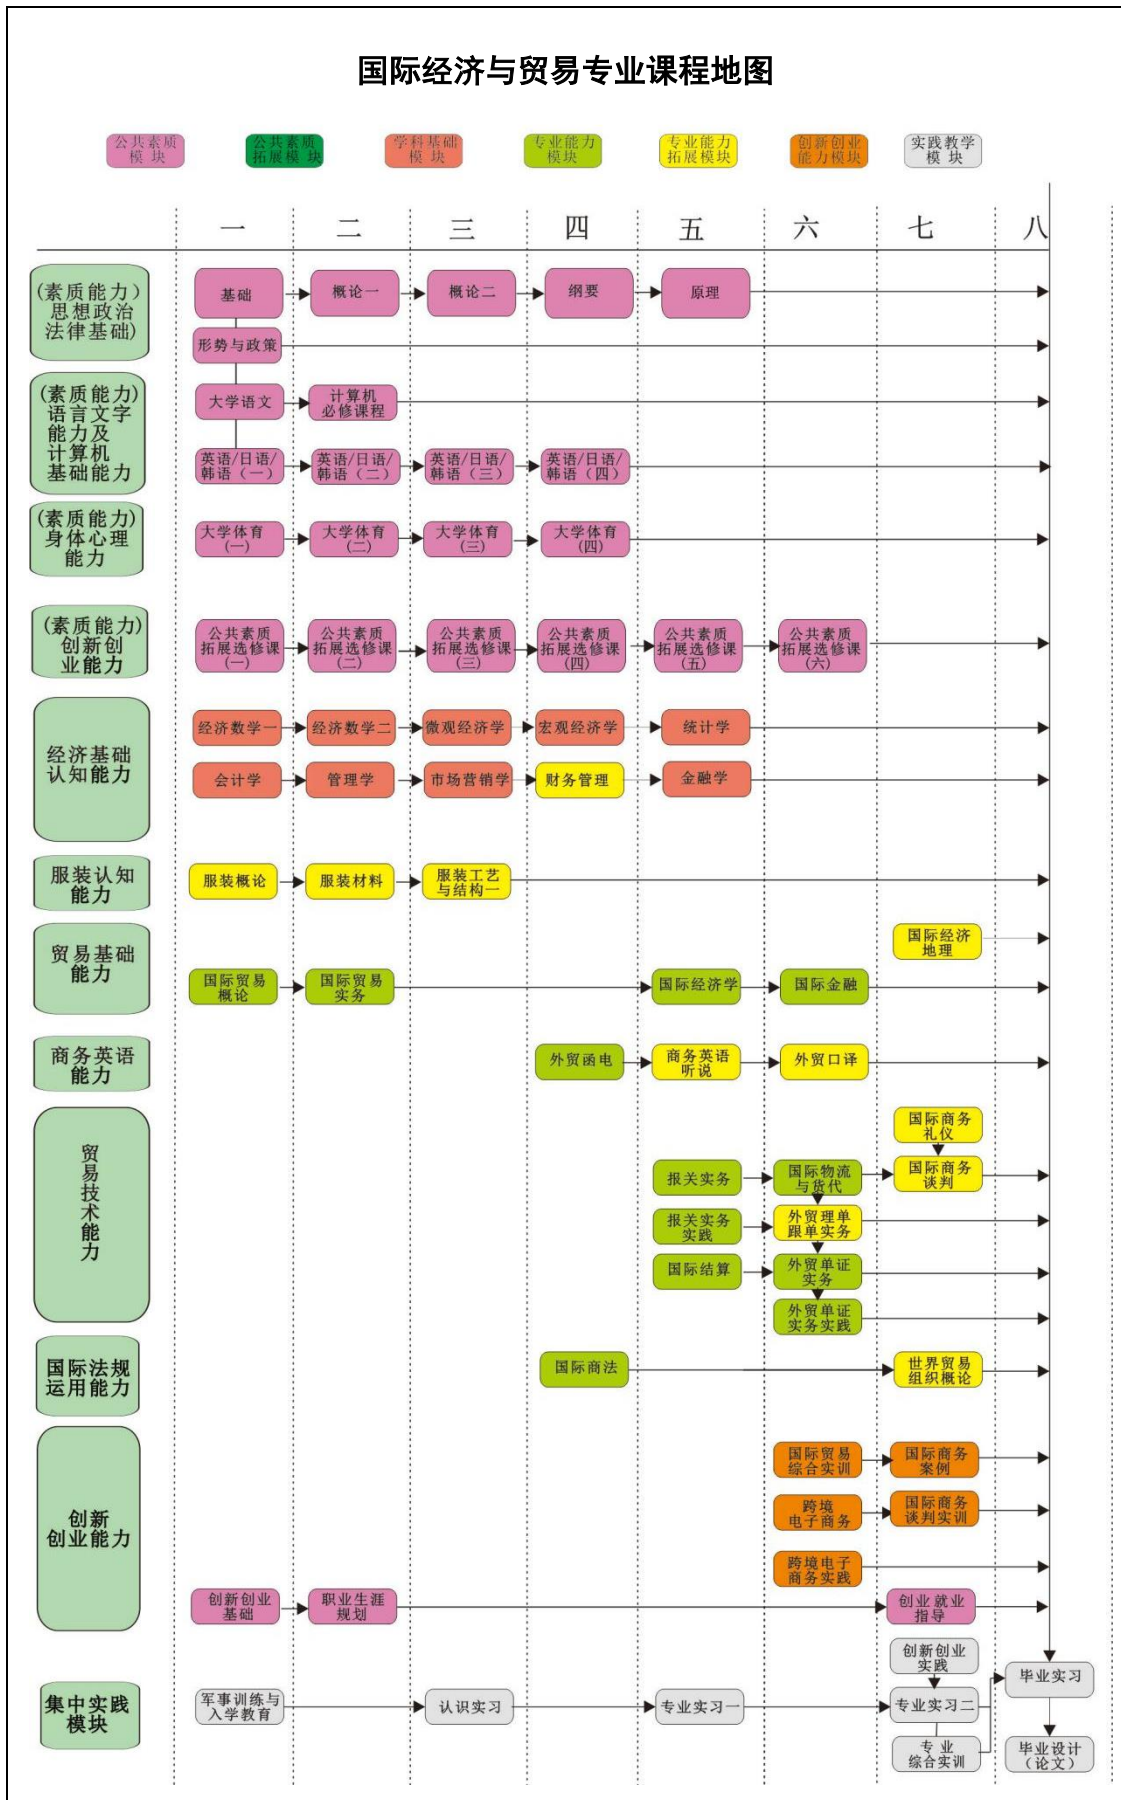 国际经济与贸易专业课程地图
公共素质
模 块
公共素质
拓展模 块
学科基础
模 块
专业能力
模块
专业能力
拓展模块
创新创业
能力模块
实践教学
模 块
一
二
三
四
五
六
七
八
(素质能力)
思想政治
法律基础)
基础
概论一
概论二
纲要
原理
形势与政策
(素质能力)
语言文字
能力及
计算机
基础能力
大学语文
计算机
必修课程
英语/日语/
韩语（一）
英语/日语/
韩语（二）
英语/日语/
韩语（三）
英语/日语/
韩语（四）
(素质能力)
身体心理
能力
大学体育
(一)
大学体育
(二)
大学体育
(三)
大学体育
(四)
(素质能力)
创新创
业能力
公共素质
拓展选修课
(一)
公共素质
拓展选修课
(二)
公共素质
拓展选修课
(三)
公共素质
拓展选修课
(四)
公共素质
拓展选修课
(五)
公共素质
拓展选修课
(六)
经济基础
认知能力
经济数学一
经济数学二
微观经济学
宏观经济学
统计学
会计学
管理学
市场营销学
财务管理
金融学
服装认知
能力
服装概论
服装材料
服装工艺
与结构一
贸易基础
能力
国际经济
地理
国际贸易
概论
国际贸易
实务
国际经济学
国际金融
商务英语
能力
外贸函电
商务英语
听说
外贸口译
贸
易
技
术
能
力
国际商务
礼仪
报关实务
国际物流
与货代
国际商务
谈判
报关实务
实践
外贸理单
跟单实务
国际结算
外贸单证
实务
外贸单证
实务实践
国际法规
运用能力
国际商法
世界贸易
组织概论
创新
创业能力
国际贸易
综合实训
国际商务
案例
跨境
电子商务
国际商务
谈判实训
跨境电子
商务实践
创新创业
基础
职业生涯
规划
创业就业
指导
集中实践
模块
创新创业
实践
毕业实习
军事训练与
入学教育
认识实习
专业实习一
专业实习二
专 业
综合实训
毕业设计
（论文）